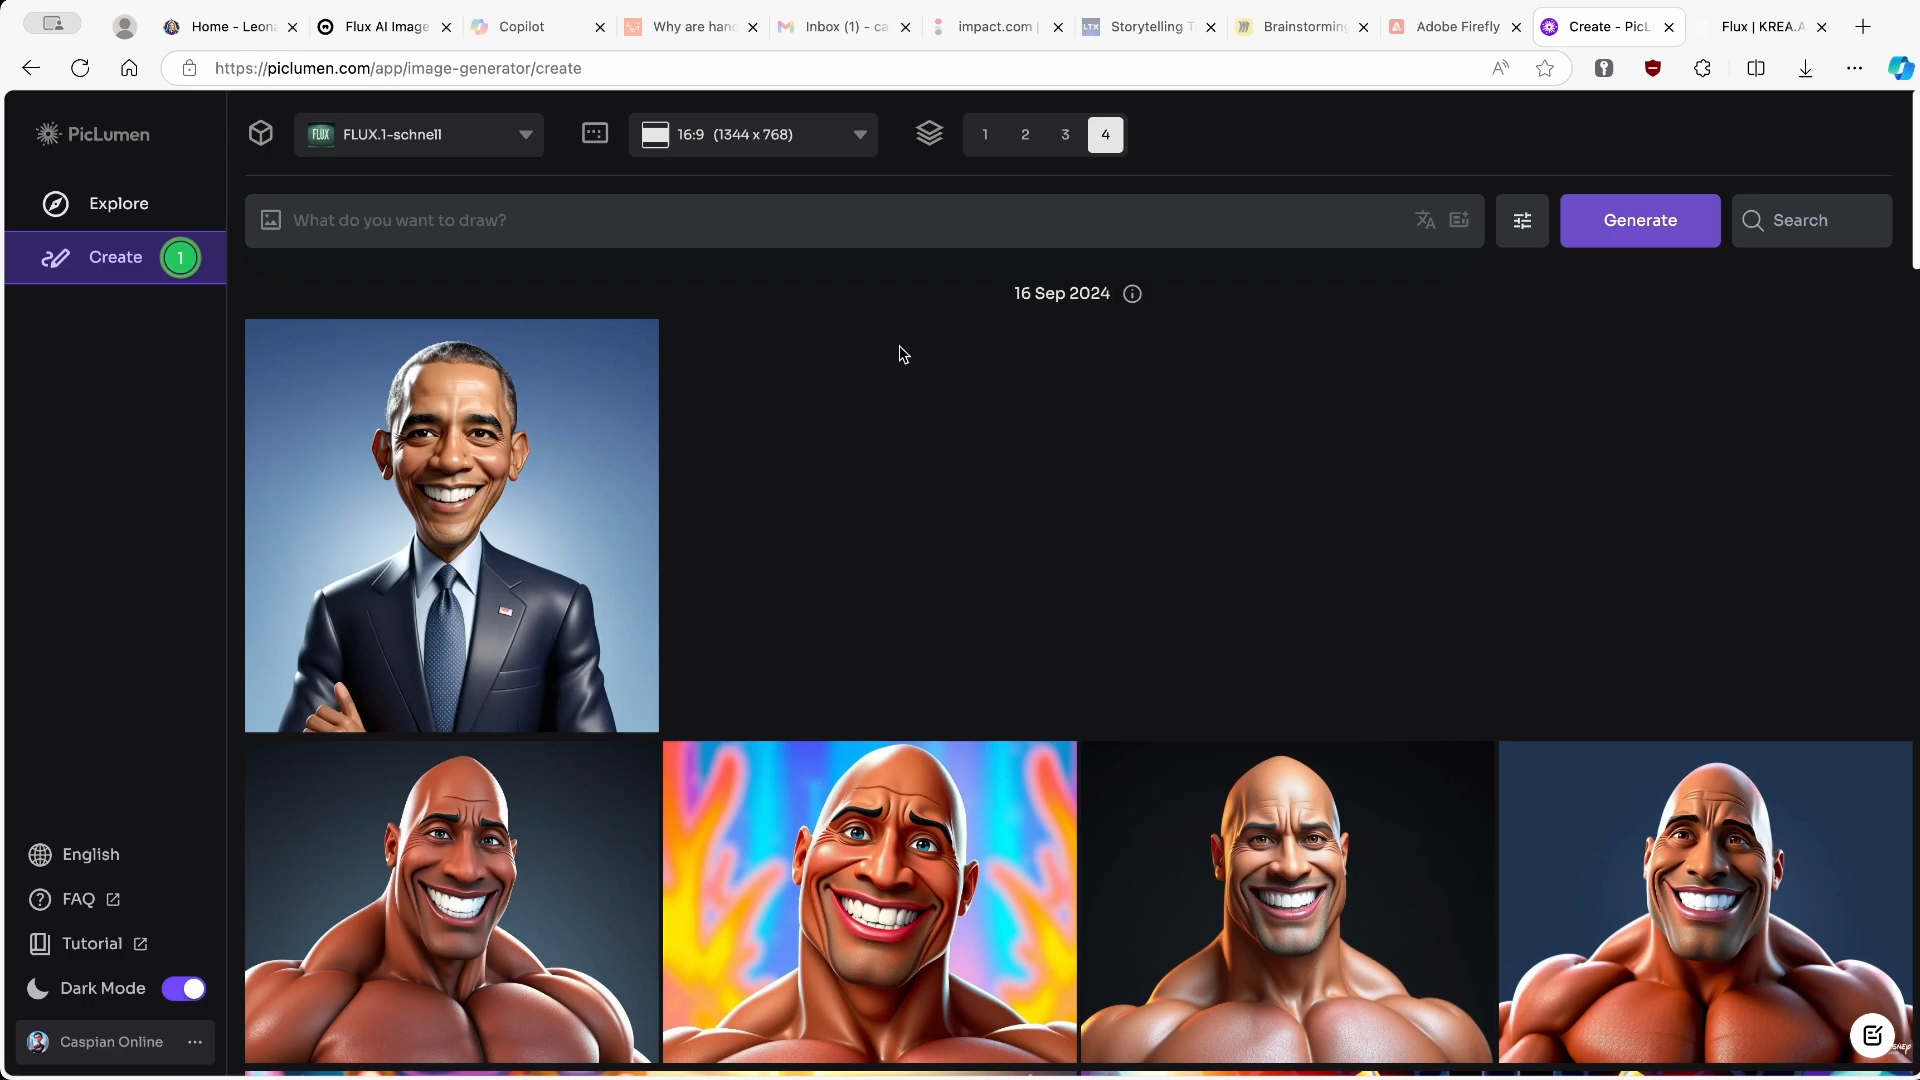 Home - Leona
Flux AI Image
Copilot
Why are hand
Inbox (1) - ca
impact.com |
LTX
Storytelling T
Brainstorming
Adobe Firefly
Create - PicL
Flux | KREA.A
https://piclumen.com/app/image-generator/create
PicLumen
FLUX
FLUX.1-schnell
16:9 (1344 x 768)
1
2
3
4
Explore
What do you want to draw?
Generate
Search
Create
1
16 Sep 2024
English
FAQ
Tutorial
Dark Mode
Caspian Online